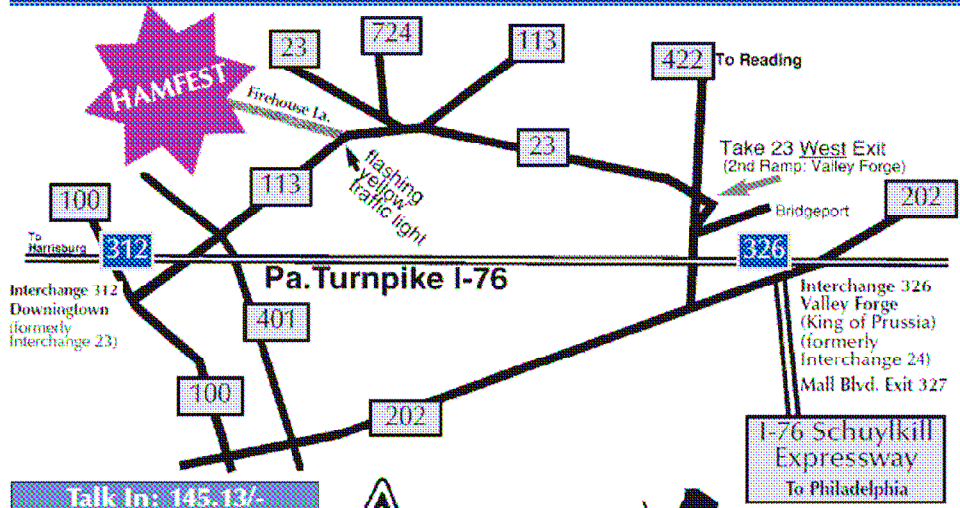 HAMFEST
23
724
113
422
To Reading
Firehouse La.
flashing
yellow
traffic light
23
Take 23 West Exit
(2nd Ramp: Valley Forge)
113
100
202
Bridgeport
To
Harrisburg
312
326
Pa.Turnpike I-76
Interchange 312
Downingtown
(formerly
Interchange 23)
401
Interchange 326
Valley Forge
(King of Prussia)
(formerly
Interchange 24)
Mall Blvd. Exit 327
100
202
I-76 Schuylkill
Expressway
To Philadelphia
Talk In: 145.13/-